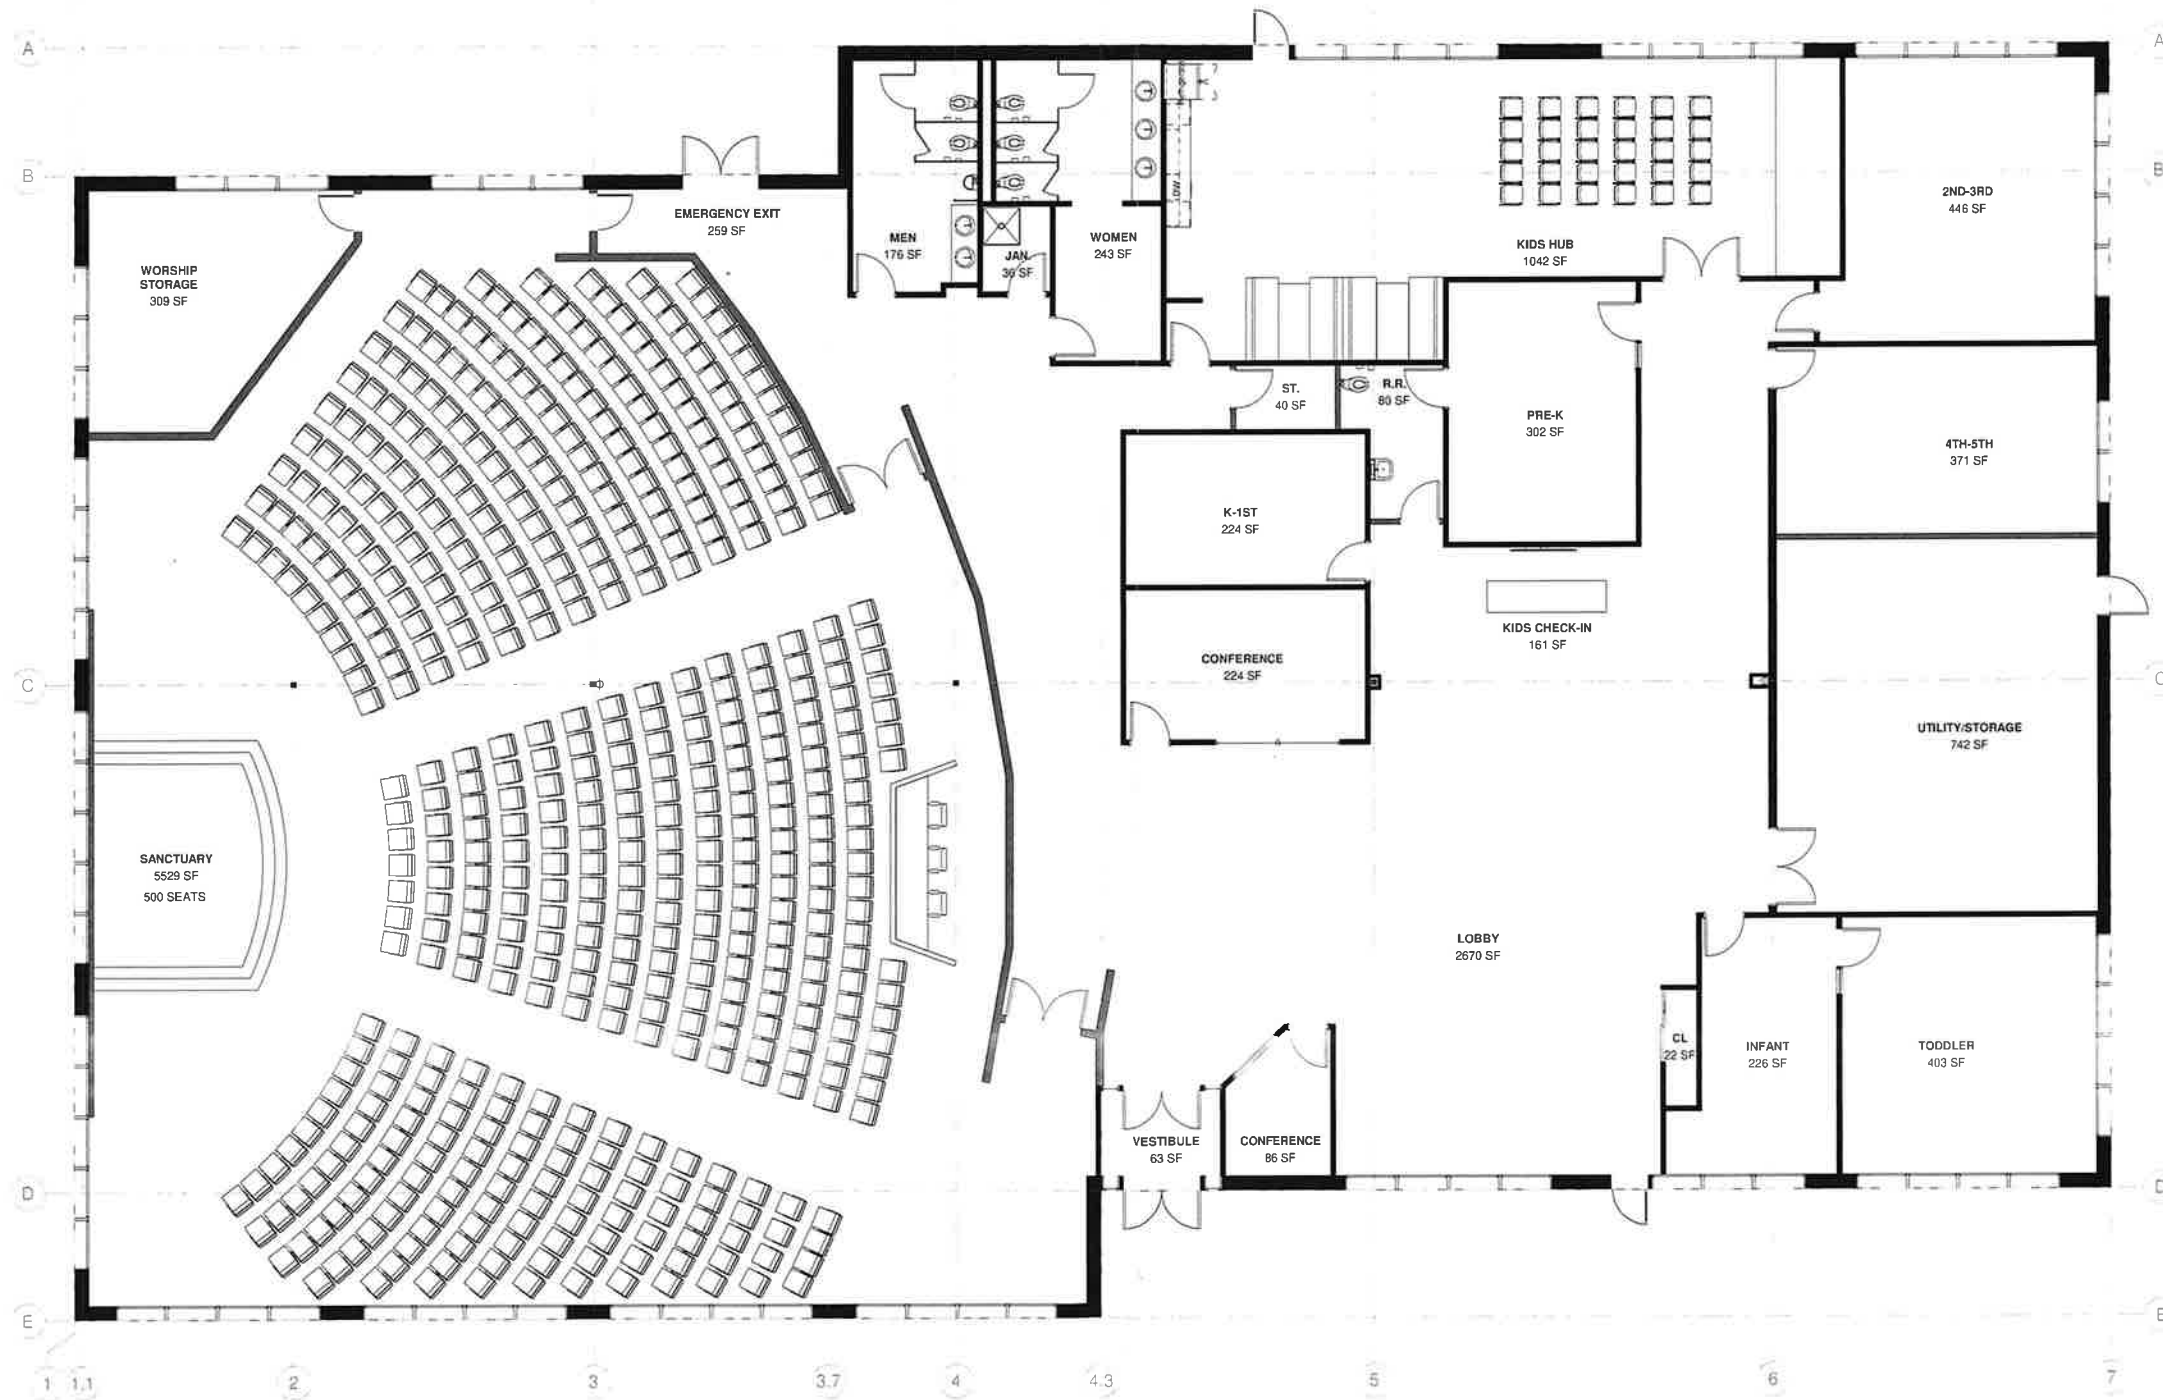 A
A
B
B
EMERGENCY EXIT
259 SF
WORSHIP
STORAGE
309 SF
MEN
176 SF
JAN.
36 SF
WOMEN
243 SF
DW
KIDS HUB
1042 SF
2ND-3RD
446 SF
ST.
40 SF
R.R.
80 SF
PRE-K
302 SF
4TH-5TH
371 SF
K-1ST
224 SF
KIDS CHECK-IN
161 SF
CONFERENCE
224 SF
C
C
UTILITY/STORAGE
742 SF
SANCTUARY
5529 SF
500 SEATS
LOBBY
2670 SF
CL
22 SF
INFANT
226 SF
TODDLER
403 SF
VESTIBULE
63 SF
CONFERENCE
86 SF
D
D
E
E
1
1.1
2
3
3.7
4
4.3
5
6
7